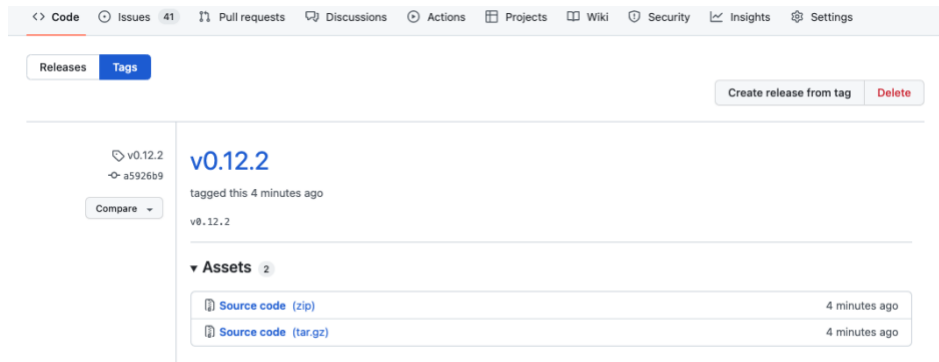 Code Issues 41 Pull requests Discussions Actions Projects Wiki Security Insights Settings
Releases Tags
Create release from tag Delete
v0.12.2
a5926b9
Compare
v0.12.2
tagged this 4 minutes ago
v0.12.2
Assets 2
Source code (zip) 4 minutes ago
Source code (tar.gz) 4 minutes ago